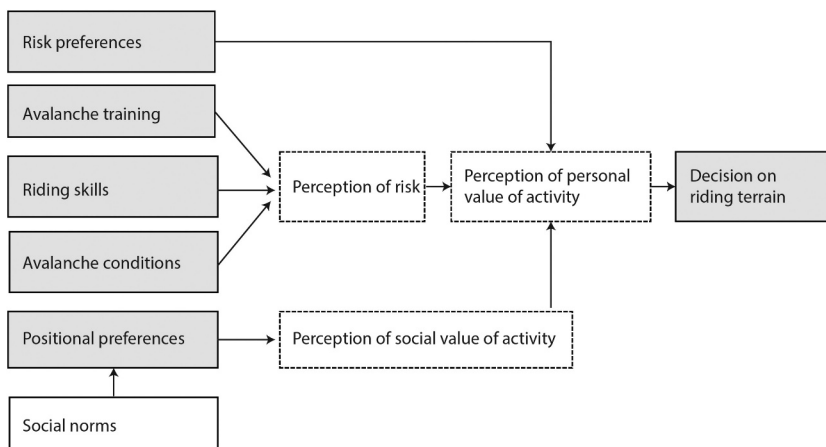 Risk preferences
Avalanche training
Riding skills
Avalanche conditions
Perception of risk
Perception of personal
value of activity
Decision on
riding terrain
Positional preferences
Perception of social value of activity
Social norms